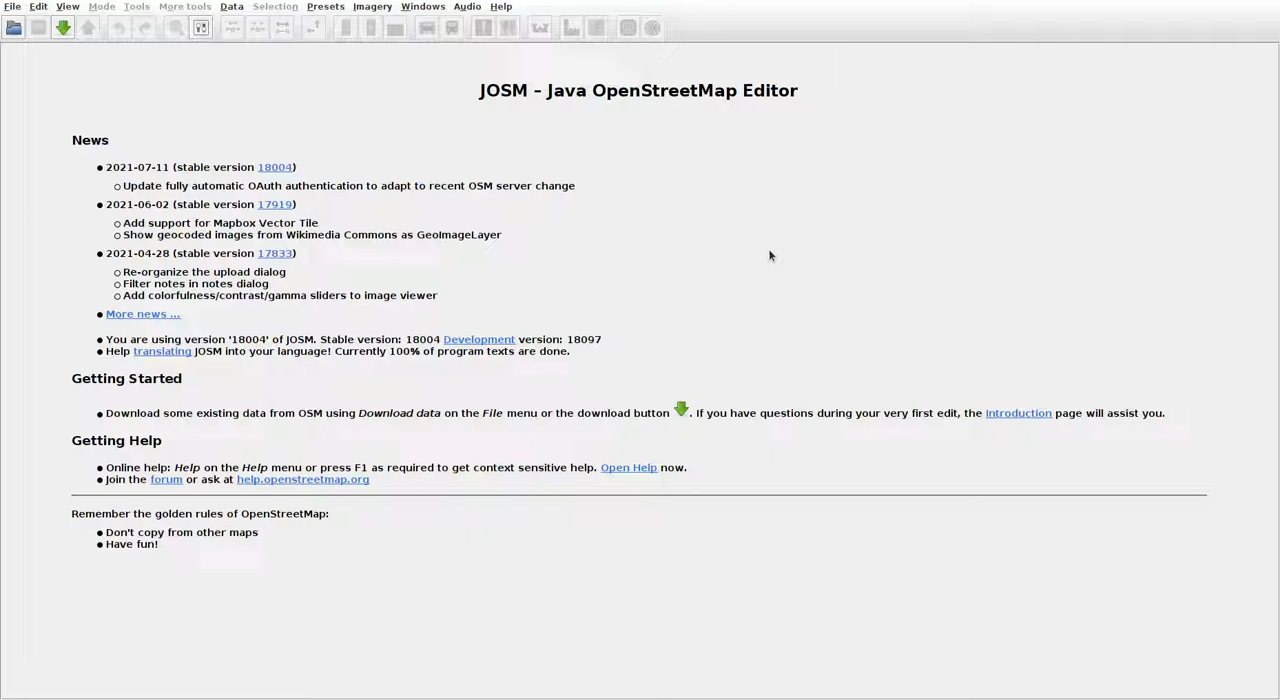 File Edit View Mode Tools More tools Data Selection Presets Imagery Windows Audio Help
JOSM – Java OpenStreetMap Editor
News
2021-07-11 (stable version 18004)
Update fully automatic OAuth authentication to adapt to recent OSM server change
2021-06-02 (stable version 17919)
Add support for Mapbox Vector Tile
Show geocoded images from Wikimedia Commons as GeoImageLayer
2021-04-28 (stable version 17833)
Re-organize the upload dialog
Filter notes in notes dialog
Add colorfulness/contrast/gamma sliders to image viewer
More news ...
You are using version '18004' of JOSM. Stable version: 18004 Development version: 18097
Help translating JOSM into your language! Currently 100% of program texts are done.
Getting Started
Download some existing data from OSM using Download data on the File menu or the download button . If you have questions during your very first edit, the Introduction page will assist you.
Getting Help
Online help: Help on the Help menu or press F1 as required to get context sensitive help. Open Help now.
Join the forum or ask at help.openstreetmap.org
Remember the golden rules of OpenStreetMap:
Don't copy from other maps
Have fun!